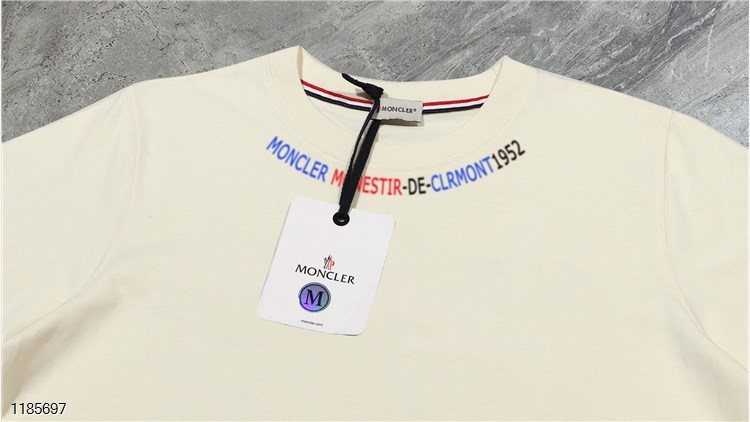 MONCLER®
MONCLER MONESTIR-DE-CLRMONT1952
MONCLER
M
moncler.com
1185697